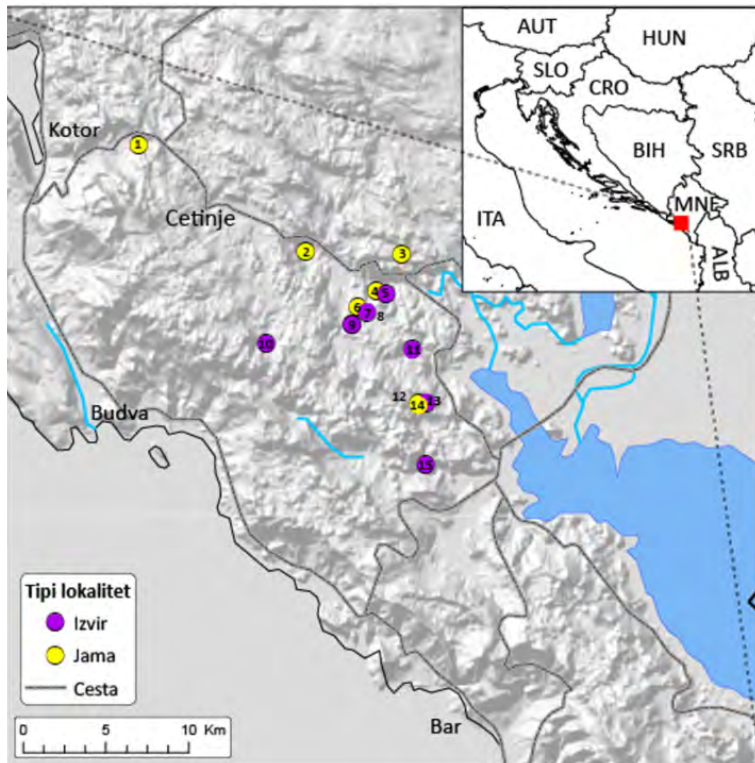 AUT
HUN
SLO
CRO
BIH
SRB
MNE
ITA
ALB
Kotor
1
Cetinje
2
3
4
5
6
7
8
9
10
11
12
13
14
15
Budva
Tipi lokalitet
Izvir
Jama
Cesta
0 5 10 Km
Bar